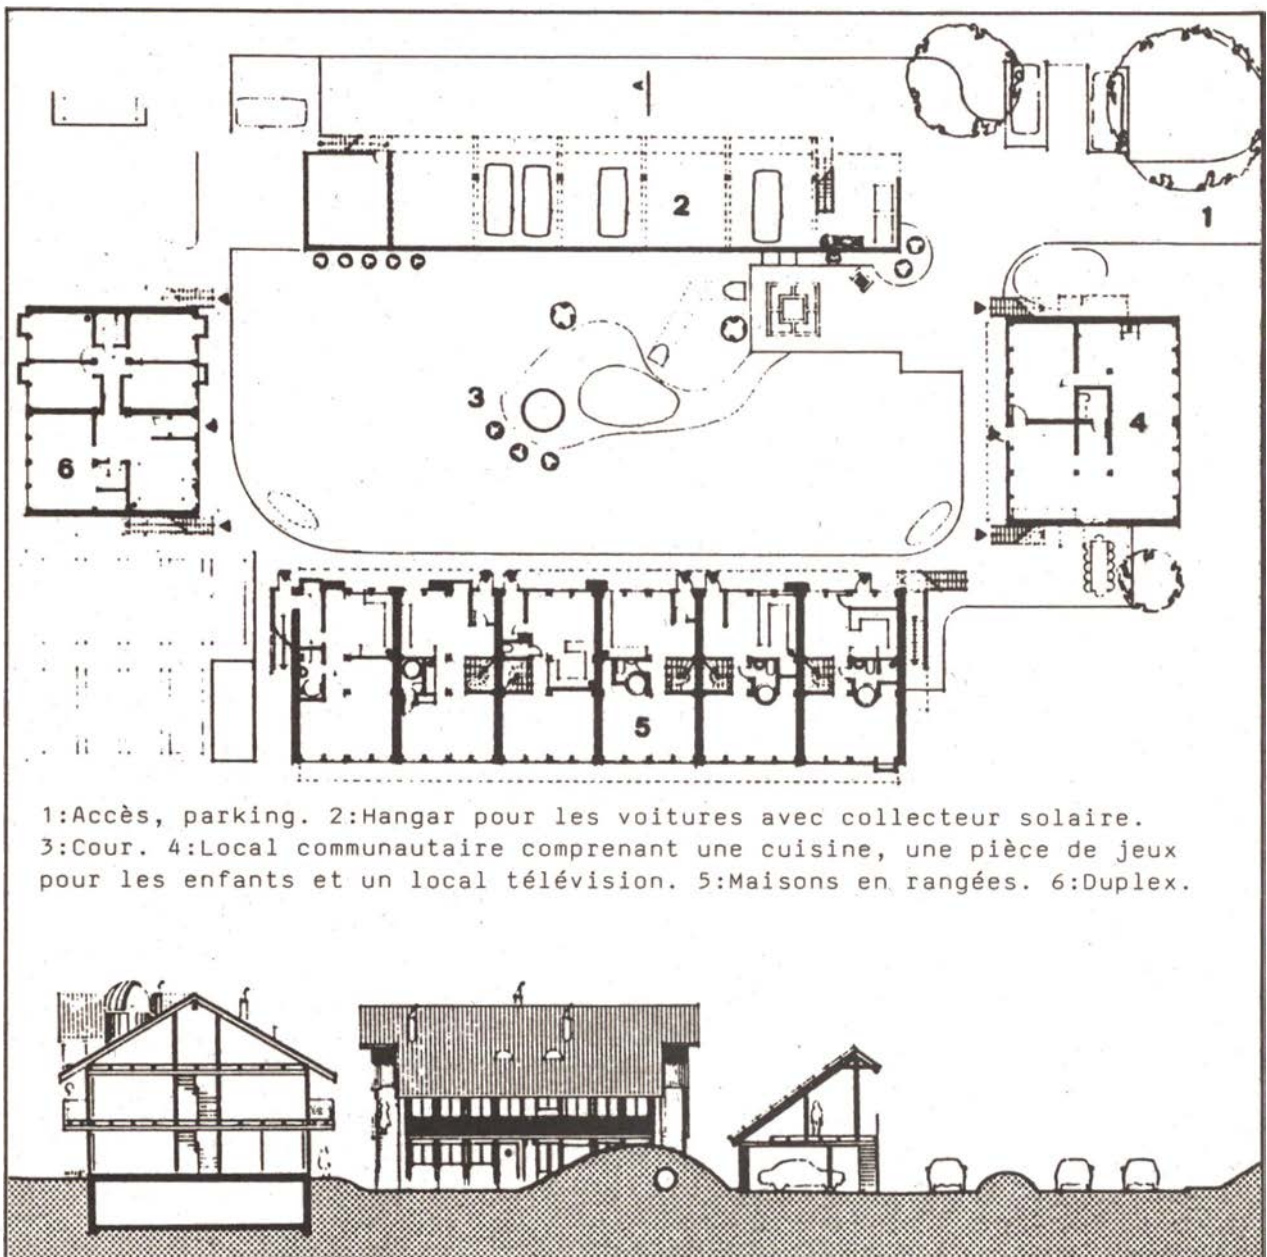 A
2
1
3
4
6
5
1:Accès, parking. 2:Hangar pour les voitures avec collecteur solaire.
3:Cour. 4:Local communautaire comprenant une cuisine, une pièce de jeux
pour les enfants et un local télévision. 5:Maisons en rangées. 6:Duplex.